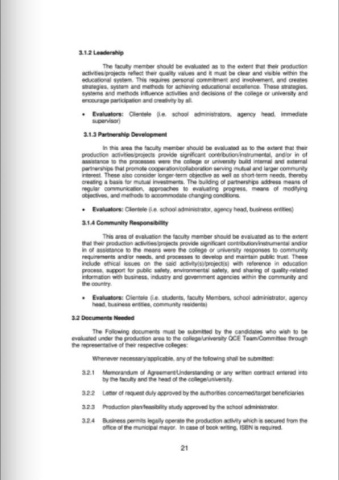 3.1.2 Leadership
The faculty member should be evaluated as to the extent that their production
activities/projects reflect their quality values and it must be clear and visible within the
educational system. This requires personal commitment and involvement, and creates
strategies, system and methods for achieving educational excellence. These strategies,
systems and methods influence activities and decisions of the college or university and
encourage participation and creativity by all.
• Evaluators: Clientele (i.e. school administrators, agency head, immediate
supervisor)
3.1.3 Partnership Development
In this area the faculty member should be evaluated as to the extent that their
production activities/projects provide significant contribution/instrumental, and/or in of
assistance to the processes were the college or university build internal and external
partnerships that promote cooperation/collaboration serving mutual and larger community
interest. These also consider longer-term objective as well as short-term needs, thereby
creating a basis for mutual investments. The building of partnerships address means of
regular communication, approaches to evaluating progress, means of modifying
objectives, and methods to accommodate changing conditions.
• Evaluators: Clientele (i.e. school administrator, agency head, business entities)
3.1.4 Community Responsibility
This area of evaluation the faculty member should be evaluated as to the extent
that their production activities/projects provide significant contribution/instrumental and/or
in of assistance to the means were the college or university responses to community
requirements and/or needs, and processes to develop and maintain public trust. These
include ethical issues on the said activity(s)/project(s) with reference in education
process, support for public safety, environmental safety, and sharing of quality-related
information with business, industry and government agencies within the community and
the country.
• Evaluators: Clientele (i.e. students, faculty Members, school administrator, agency
head, business entities, community residents)
3.2 Documents Needed
The Following documents must be submitted by the candidates who wish to be
evaluated under the production area to the college/university QCE Team/Committee through
the representative of their respective colleges:
Whenever necessary/applicable, any of the following shall be submitted:
3.2.1 Memorandum of Agreement/Understanding or any written contract entered into
by the faculty and the head of the college/university.
3.2.2 Letter of request duly approved by the authorities concerned/target beneficiaries
3.2.3 Production plan/feasibility study approved by the school administrator.
3.2.4 Business permits legally operate the production activity which is secured from the
office of the municipal mayor. In case of book writing, ISBN is required.
21